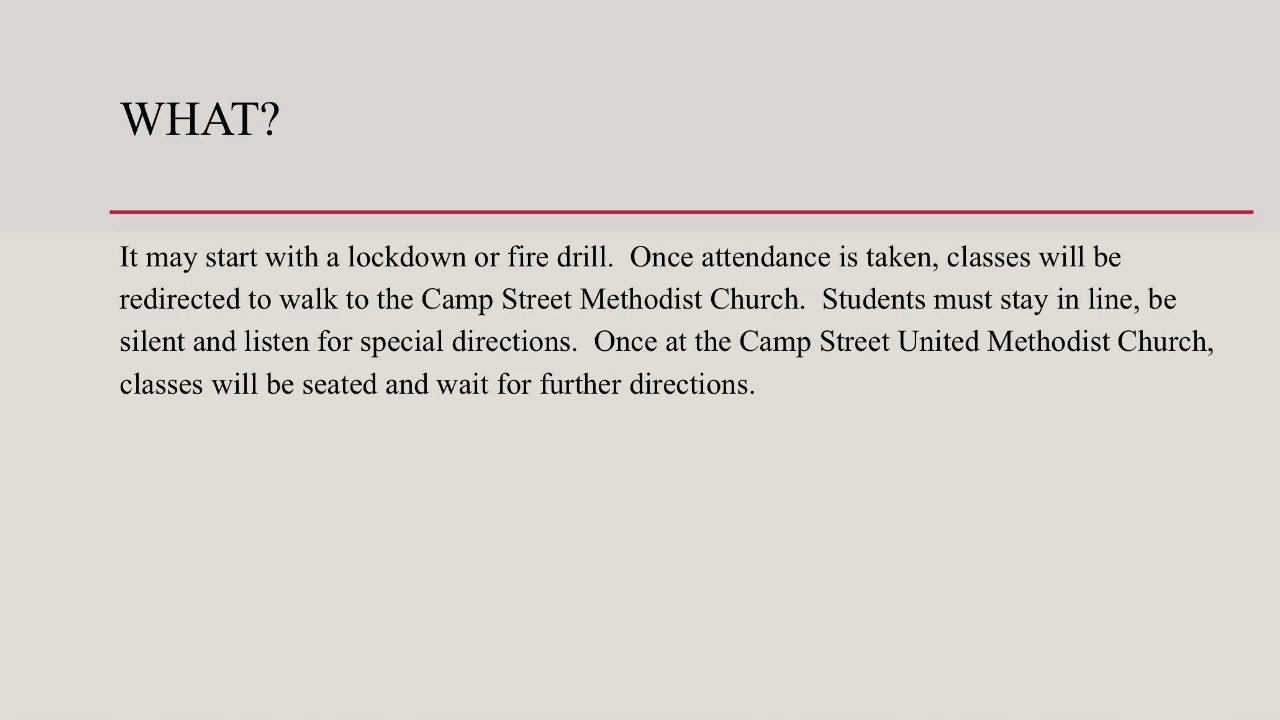 WHAT?
It may start with a lockdown or fire drill.  Once attendance is taken, classes will be
redirected to walk to the Camp Street Methodist Church.  Students must stay in line, be
silent and listen for special directions.  Once at the Camp Street United Methodist Church,
classes will be seated and wait for further directions.